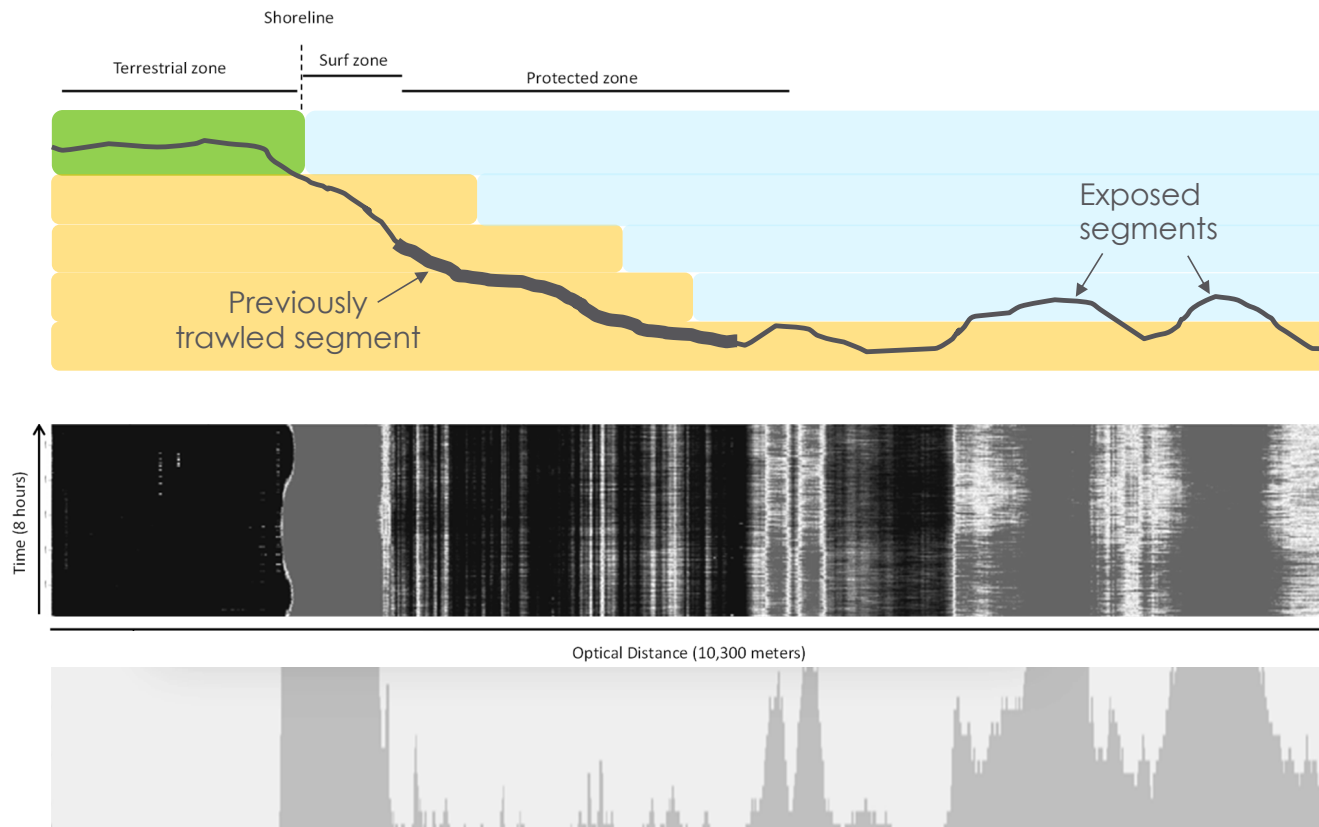 Shoreline
Terrestrial zone
Surf zone
Protected zone
Exposed
segments
Previously
trawled segment
Time (8 hours)
Optical Distance (10,300 meters)